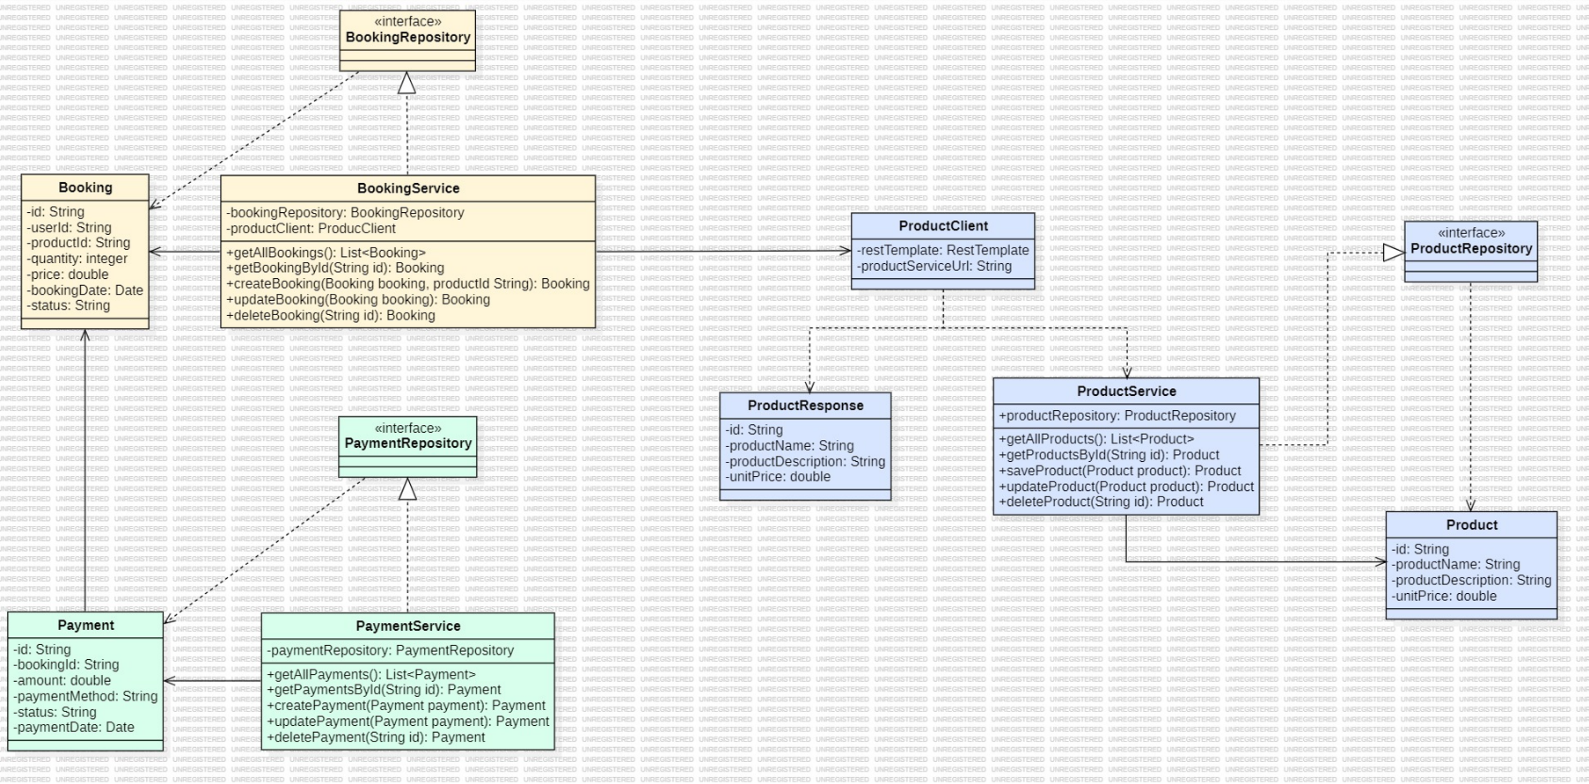 «interface»
BookingRepository
Booking
-id: String
-userId: String
-productId: String
-quantity: integer
-price: double
-bookingDate: Date
-status: String
BookingService
-bookingRepository: BookingRepository
-productClient: ProducClient
+getAllBookings(): List<Booking>
+getBookingById(String id): Booking
+createBooking(Booking booking, productId String): Booking
+updateBooking(Booking booking): Booking
+deleteBooking(String id): Booking
ProductClient
-restTemplate: RestTemplate
-productServiceUrl: String
«interface»
ProductRepository
ProductResponse
-id: String
-productName: String
-productDescription: String
-unitPrice: double
ProductService
+productRepository: ProductRepository
+getAllProducts(): List<Product>
+getProductsById(String id): Product
+saveProduct(Product product): Product
+updateProduct(Product product): Product
+deleteProduct(String id): Product
«interface»
PaymentRepository
Product
-id: String
-productName: String
-productDescription: String
-unitPrice: double
Payment
-id: String
-bookingId: String
-amount: double
-paymentMethod: String
-status: String
-paymentDate: Date
PaymentService
-paymentRepository: PaymentRepository
+getAllPayments(): List<Payment>
+getPaymentsById(String id): Payment
+createPayment(Payment payment): Payment
+updatePayment(Payment payment): Payment
+deletePayment(String id): Payment
UNREGISTERED